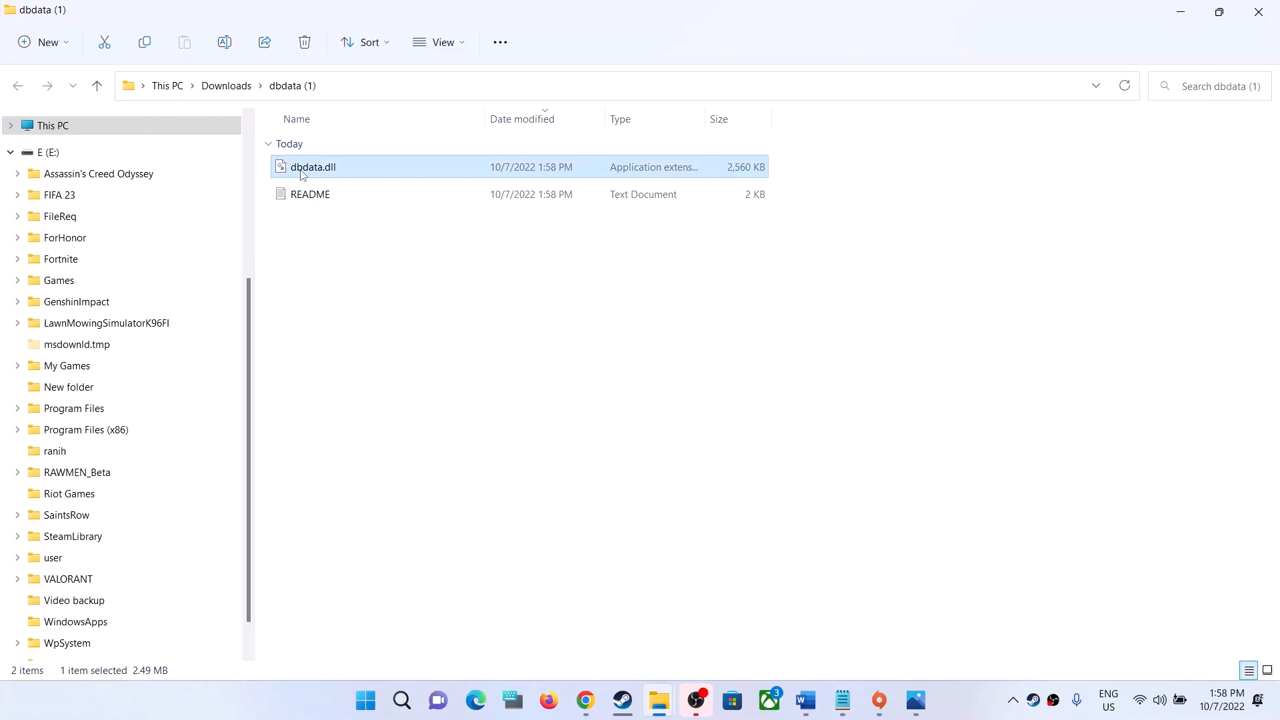 dbdata (1)
New
Sort
View
This PC > Downloads > dbdata (1)
Search dbdata (1)
Name
Date modified
Type
Size
This PC
E (E:)
Assassin's Creed Odyssey
FIFA 23
FileReq
ForHonor
Fortnite
Games
GenshinImpact
LawnMowingSimulatorK96FI
msdownld.tmp
My Games
New folder
Program Files
Program Files (x86)
ranih
RAWMEN_Beta
Riot Games
SaintsRow
SteamLibrary
user
VALORANT
Video backup
WindowsApps
WpSystem
Today
dbdata.dll 10/7/2022 1:58 PM Application extens... 2,560 KB
README 10/7/2022 1:58 PM Text Document 2 KB
2 items 1 item selected 2.49 MB
3
ENG
US
1:58 PM
10/7/2022